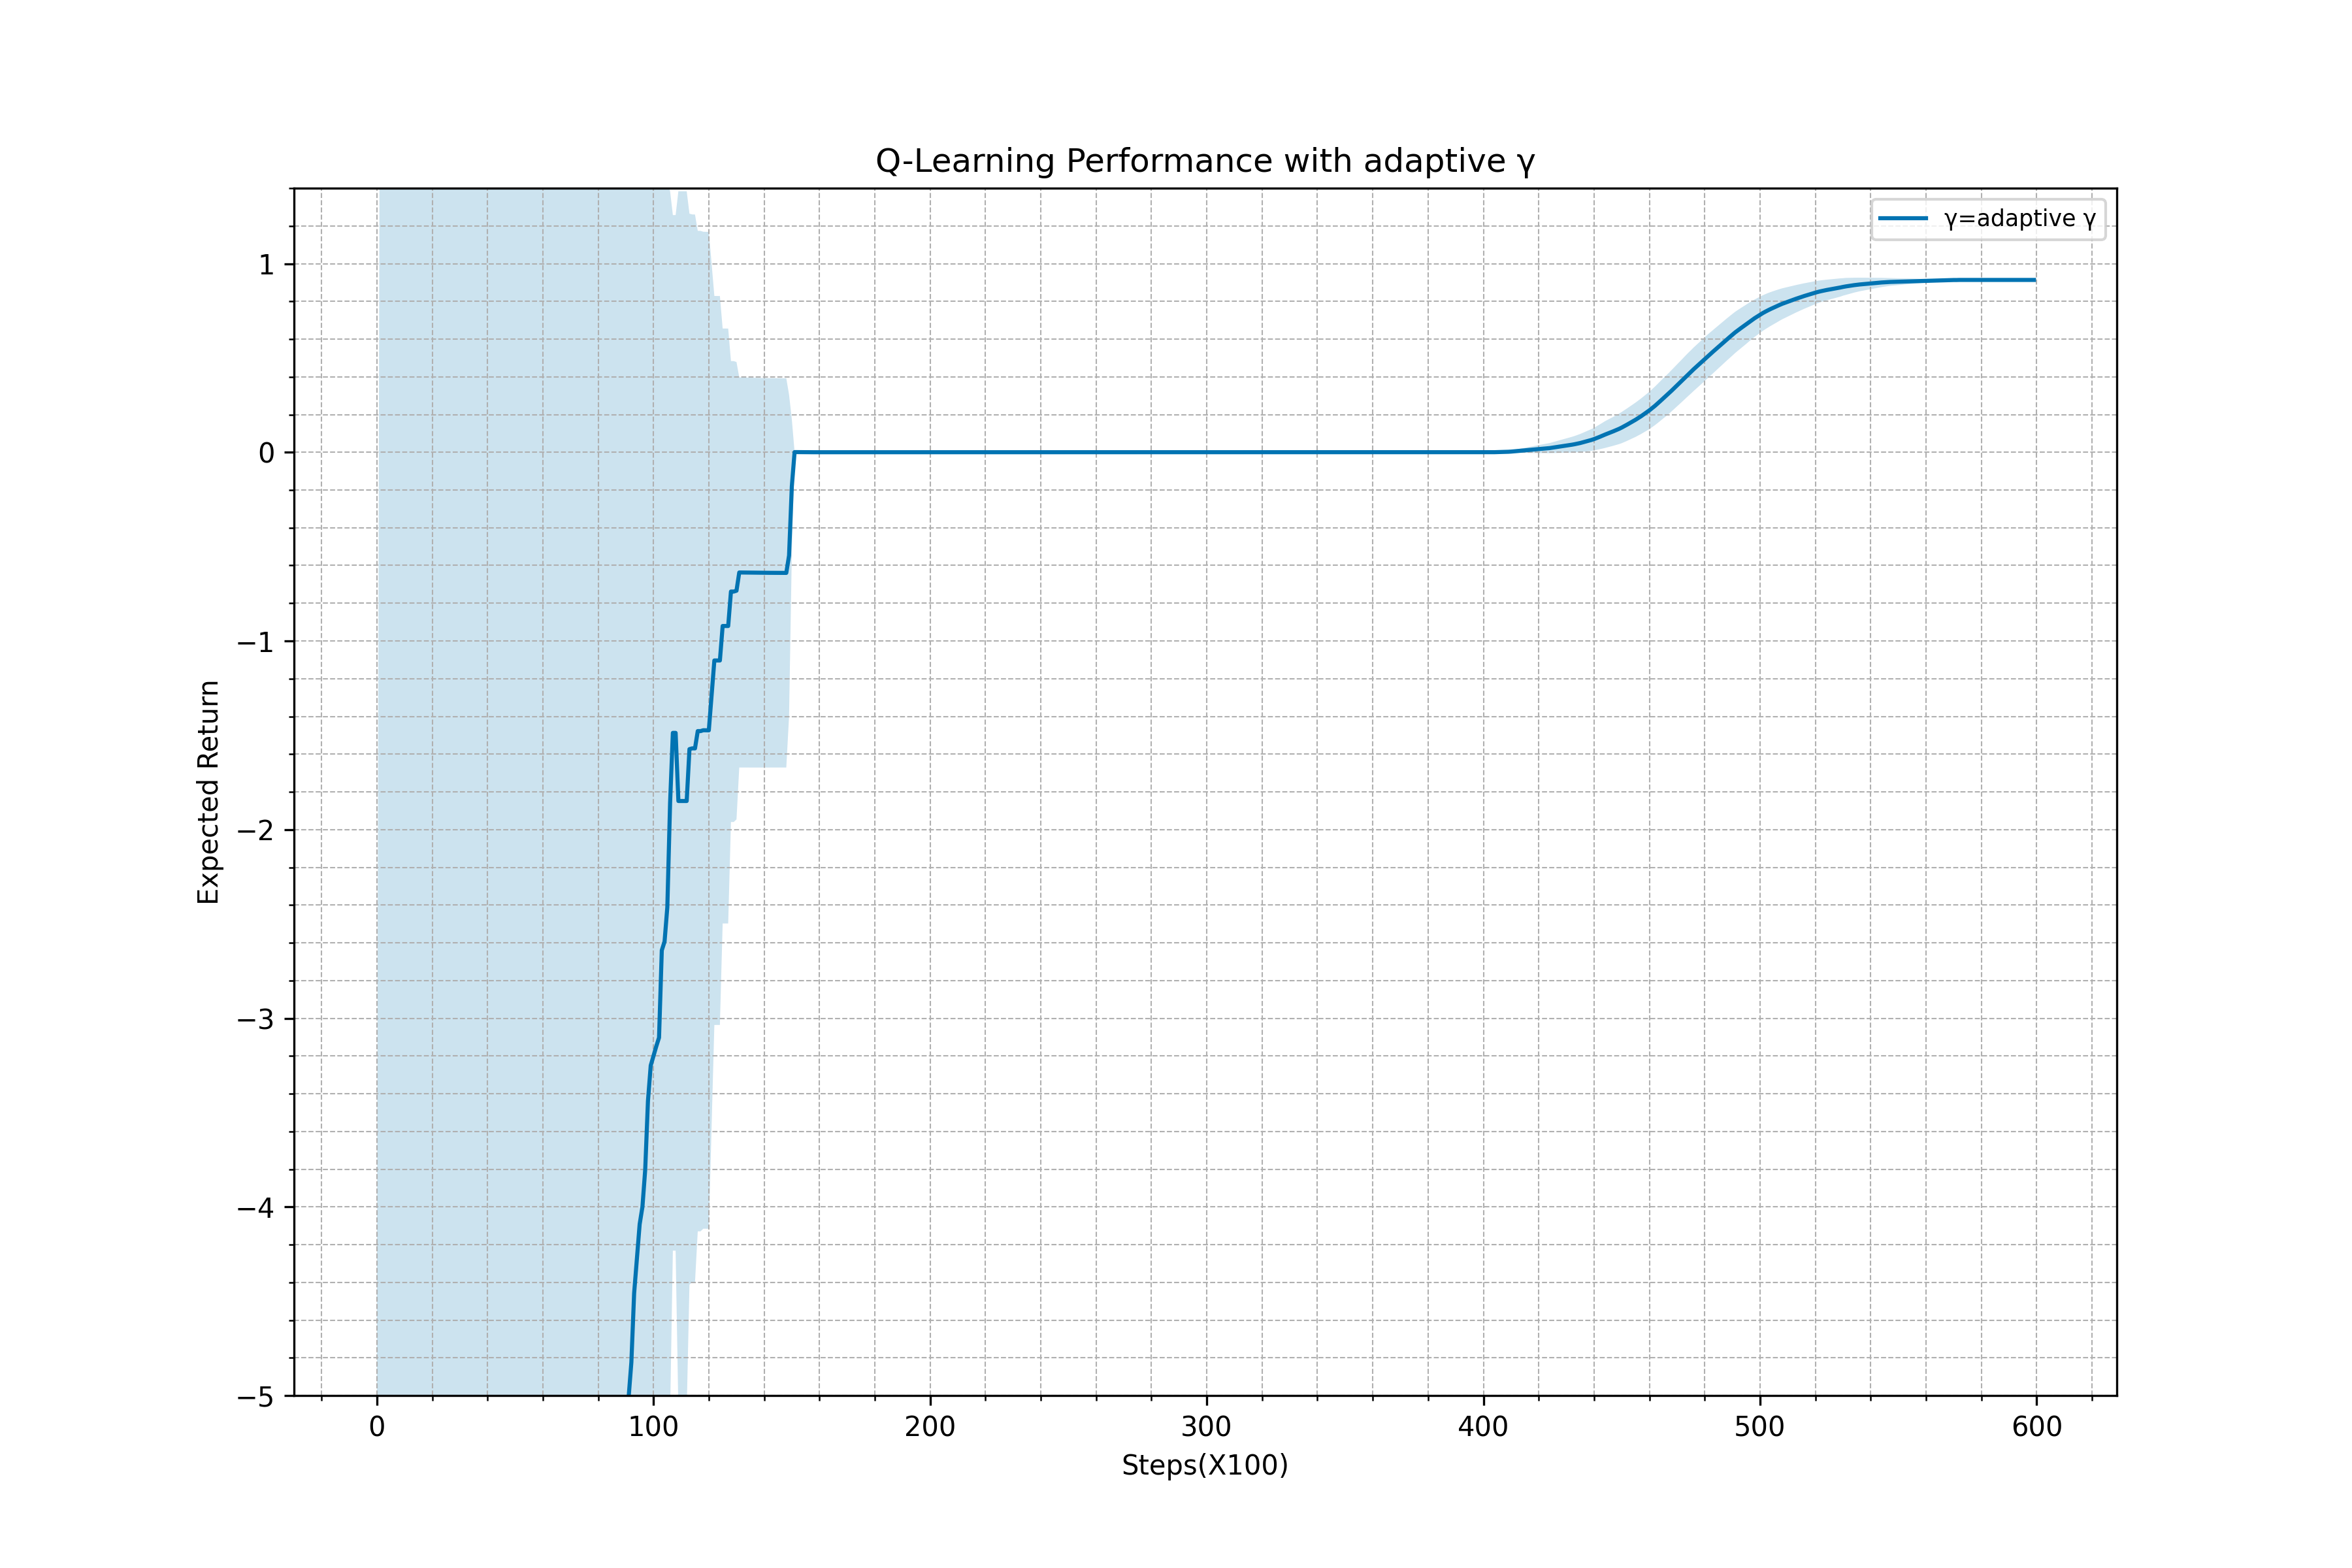 Q-Learning Performance with adaptive γ
γ=adaptive γ
1
0
−1
−2
−3
−4
−5
Expected Return
0 100 200 300 400 500 600
Steps(X100)